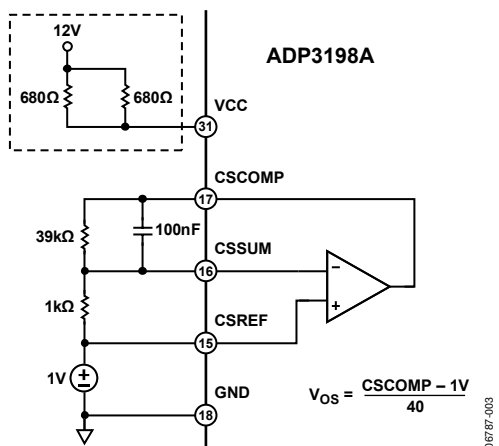 12V
ADP3198A
680Ω
680Ω
VCC
31
CSCOMP
17
39kΩ
100nF
CSSUM
16
–
1kΩ
CSREF
+
15
1V
GND
18
VOS = CSCOMP – 1V
40
06787-003